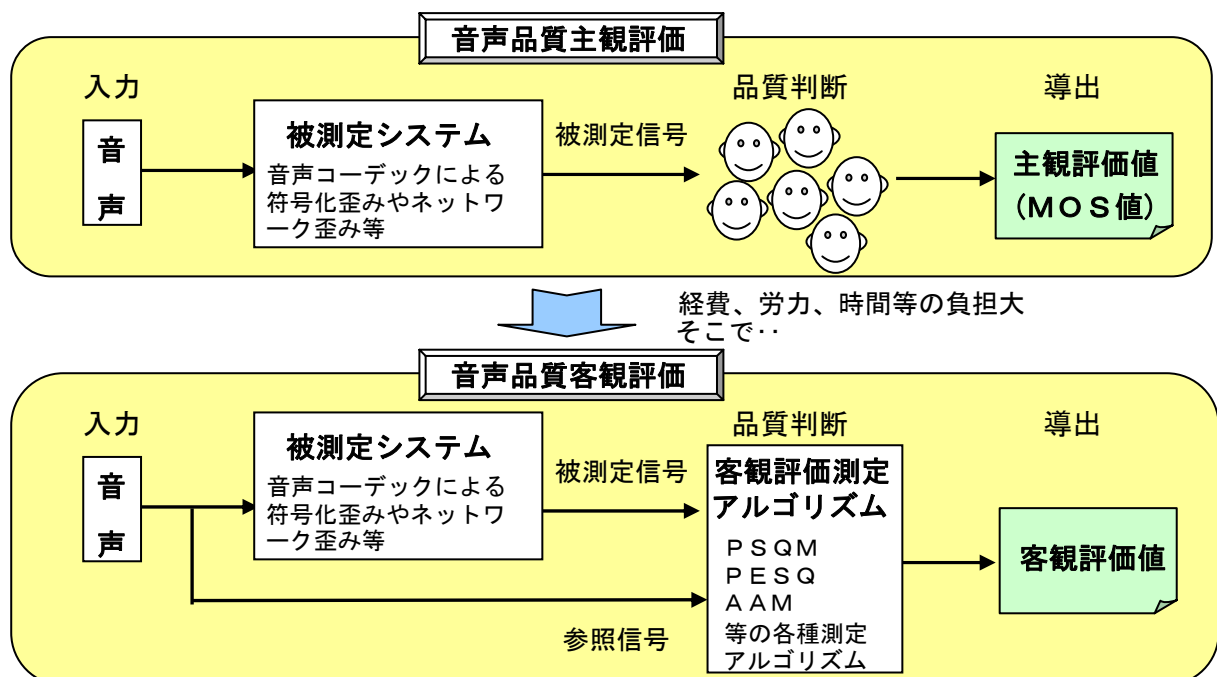 音声品質主観評価
入力
品質判断
導出
音
声
被測定システム
音声コーデックによる
符号化歪みやネットワ
ーク歪み等
被測定信号
主観評価値
(ＭＯＳ値)
経費、労力、時間等の負担大
そこで‥
音声品質客観評価
入力
品質判断
導出
音
声
被測定システム
音声コーデックによる
符号化歪みやネットワ
ーク歪み等
被測定信号
参照信号
客観評価測定
アルゴリズム
ＰＳＱＭ
ＰＥＳＱ
ＡＡＭ
等の各種測定
アルゴリズム
客観評価値